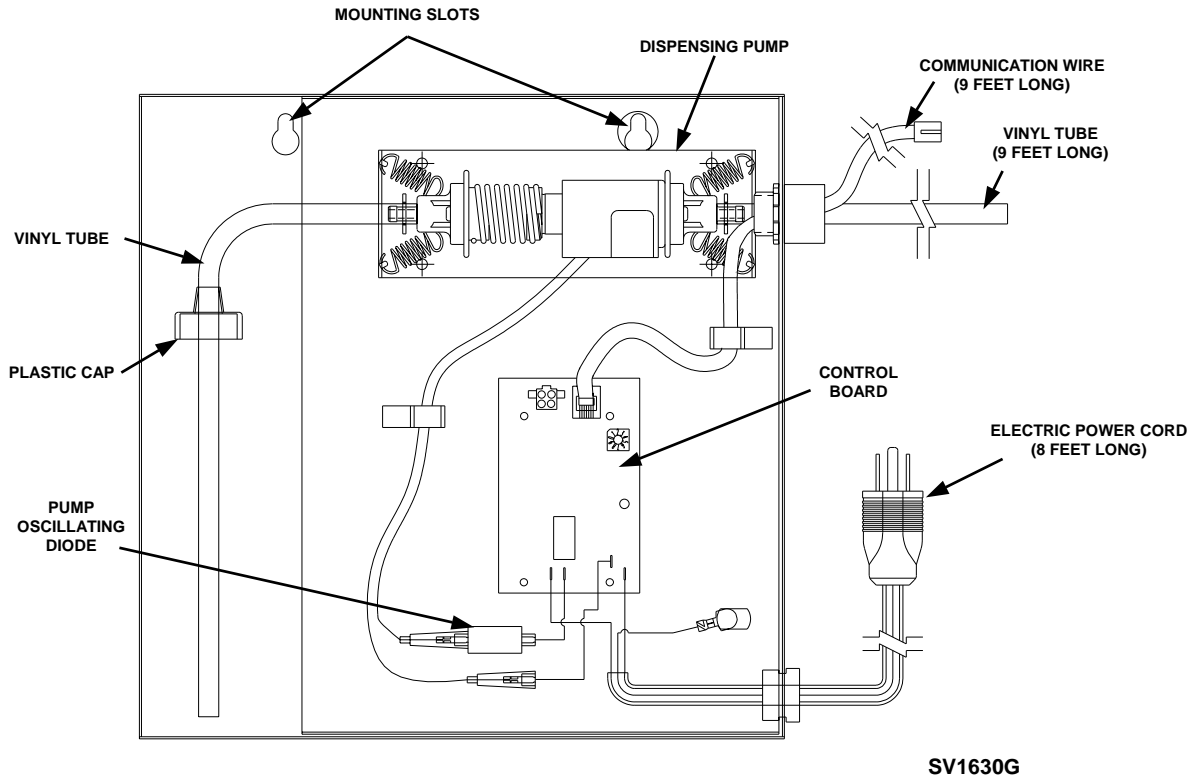 MOUNTING SLOTS
DISPENSING PUMP
COMMUNICATION WIRE
(9 FEET LONG)
VINYL TUBE
(9 FEET LONG)
VINYL TUBE
PLASTIC CAP
CONTROL
BOARD
ELECTRIC POWER CORD
(8 FEET LONG)
PUMP
OSCILLATING
DIODE
SV1630G